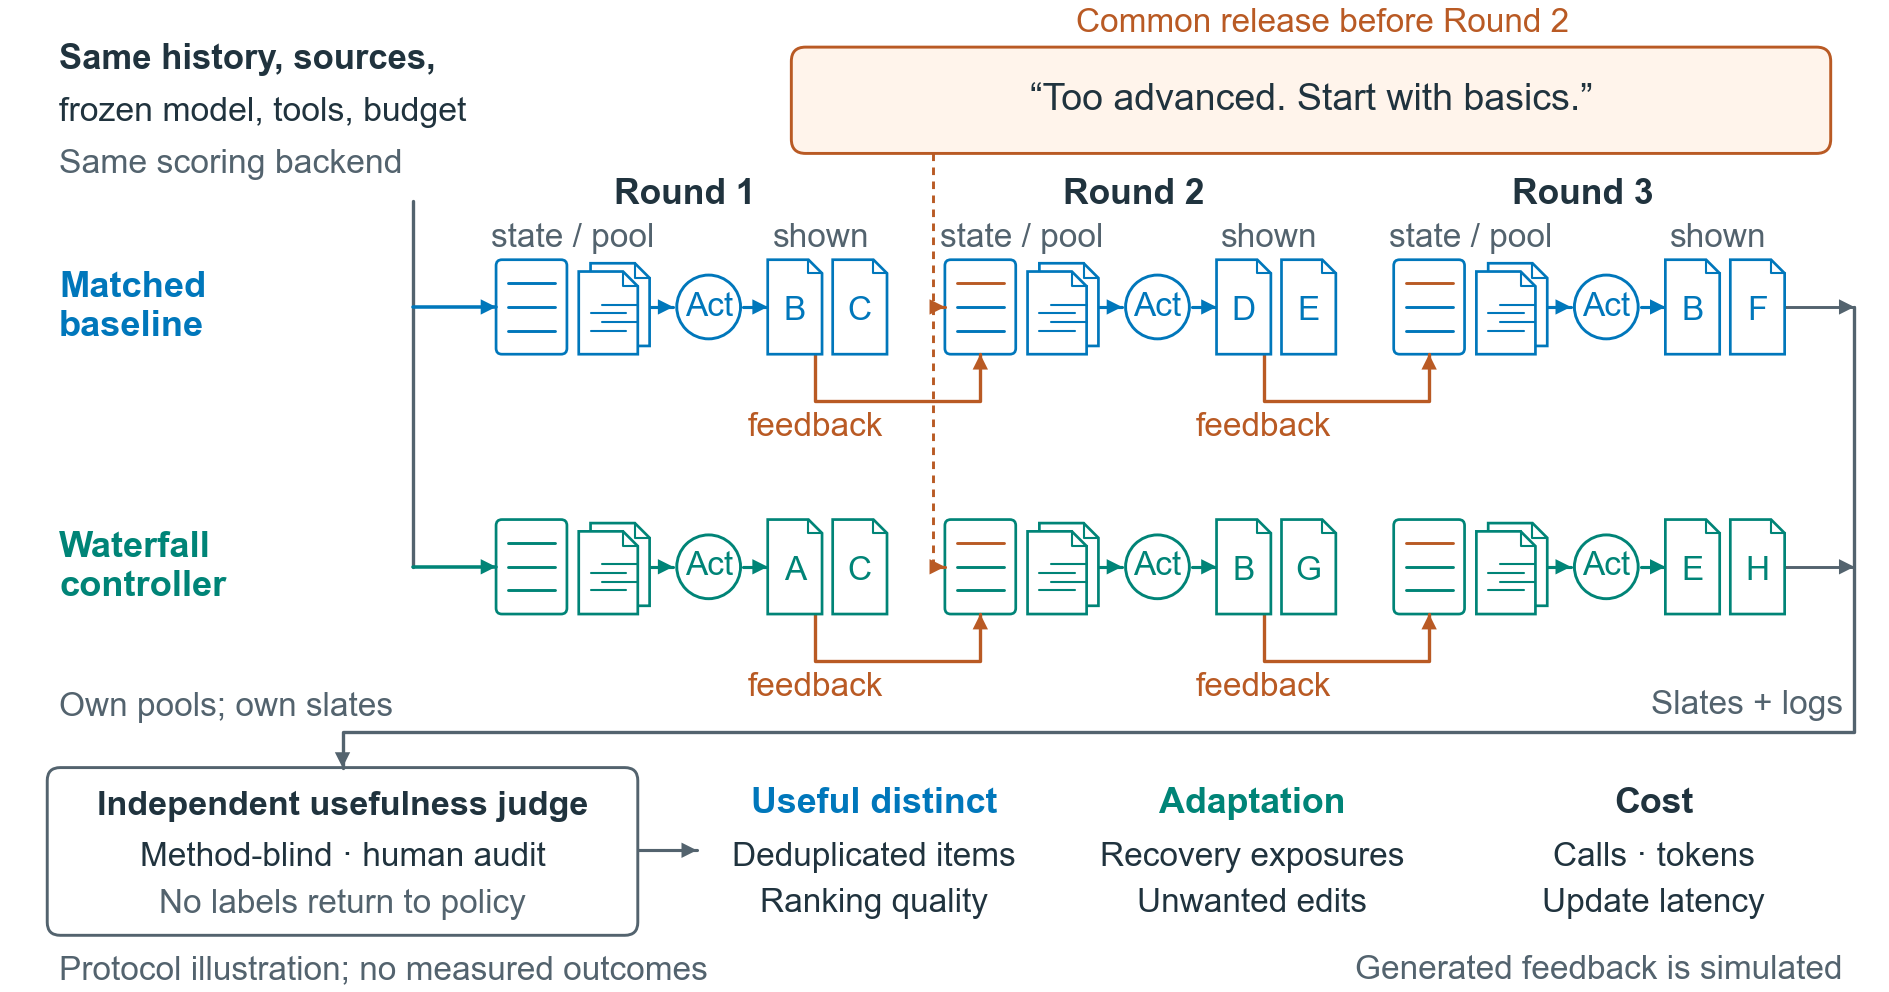 Common release before Round 2
Same history, sources,
frozen model, tools, budget
Same scoring backend
“Too advanced. Start with basics.”
Round 1
Round 2
Round 3
state / pool
shown
state / pool
shown
state / pool
shown
Matched
baseline
Act
B
C
Act
D
E
Act
B
F
feedback
feedback
Waterfall
controller
Act
A
C
Act
B
G
Act
E
H
feedback
feedback
Own pools; own slates
Slates + logs
Independent usefulness judge
Method-blind · human audit
No labels return to policy
Useful distinct
Deduplicated items
Ranking quality
Adaptation
Recovery exposures
Unwanted edits
Cost
Calls · tokens
Update latency
Protocol illustration; no measured outcomes
Generated feedback is simulated